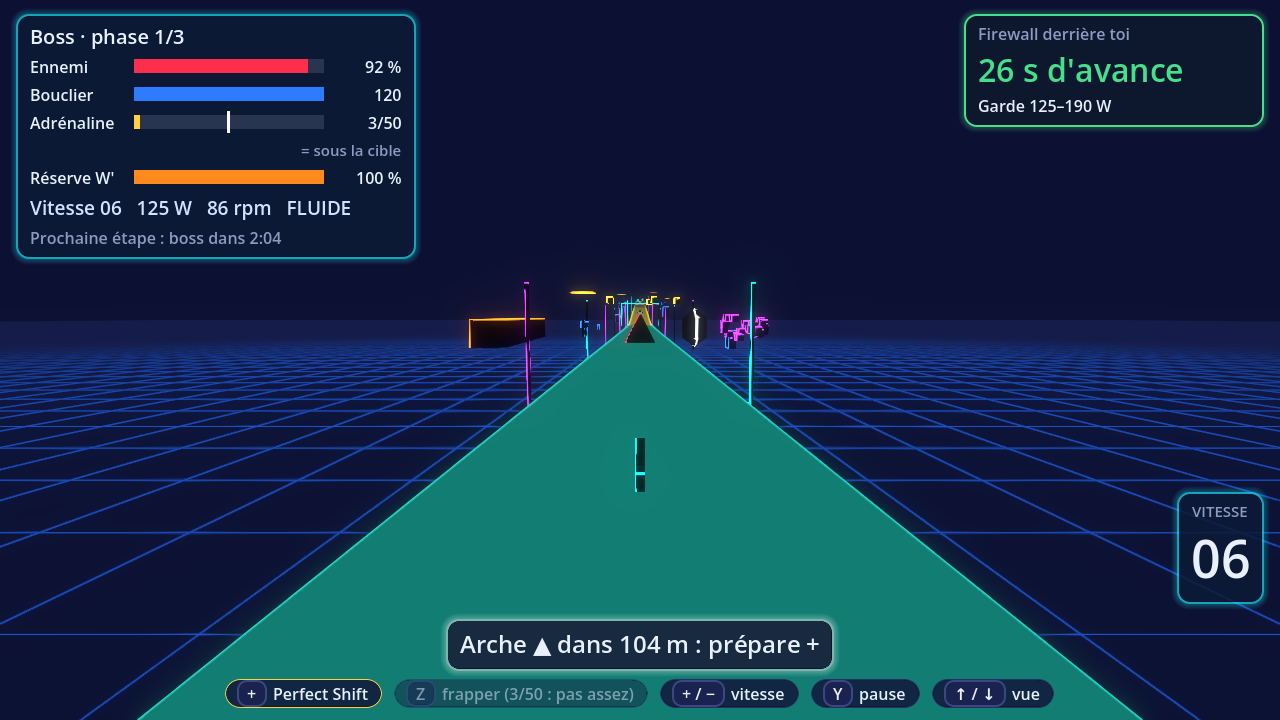 Boss · phase 1/3
Ennemi 92 %
Bouclier 120
Adrénaline 3/50
= sous la cible
Réserve W' 100 %
Vitesse 06 125 W 86 rpm FLUIDE
Prochaine étape : boss dans 2:04
Firewall derrière toi
26 s d'avance
Garde 125–190 W
VITESSE
06
Arche ▲ dans 104 m : prépare +
+ Perfect Shift Z frapper (3/50 : pas assez) + / − vitesse Y pause ↑ / ↓ vue